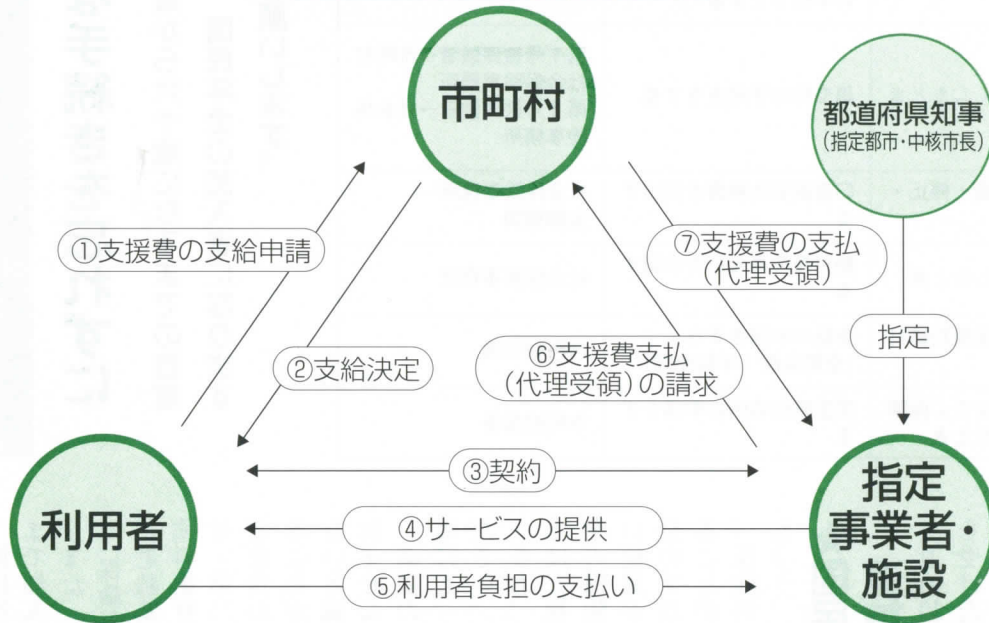 市町村
都道府県知事
(指定都市・中核市長)
①支援費の支給申請
⑦支援費の支払
(代理受領)
指定
②支給決定
⑥支援費支払
(代理受領)の請求
③契約
利用者
④サービスの提供
指定
事業者・
施設
⑤利用者負担の支払い